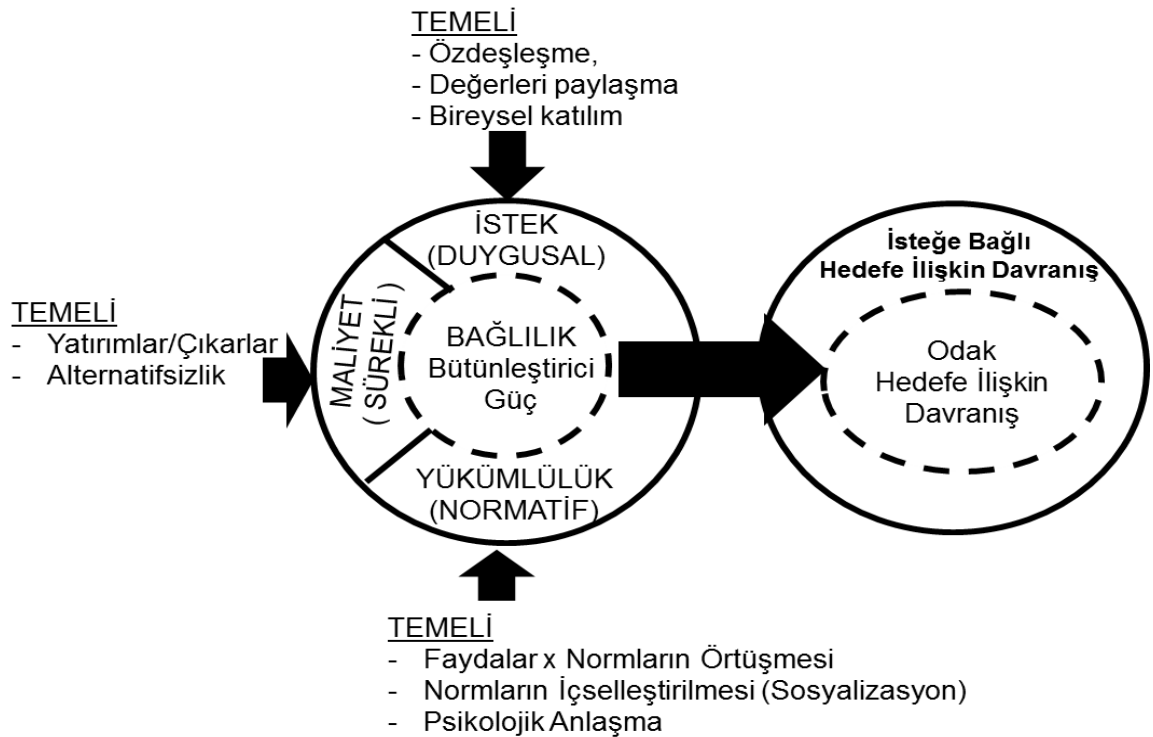 TEMELİ
- Özdeşleşme,
- Değerleri paylaşma
- Bireysel katılım
İSTEK
(DUYGUSAL)
TEMELİ
- Yatırımlar/Çıkarlar
- Alternatifsizlik
MALİYET
( SÜREKLİ)
BAĞLILIK
Bütünleştirici
Güç
YÜKÜMLÜLÜK
(NORMATİF)
İsteğe Bağlı
Hedefe İlişkin Davranış
Odak
Hedefe İlişkin
Davranış
TEMELİ
- Faydalar x Normların Örtüşmesi
- Normların İçselleştirilmesi (Sosyalizasyon)
- Psikolojik Anlaşma